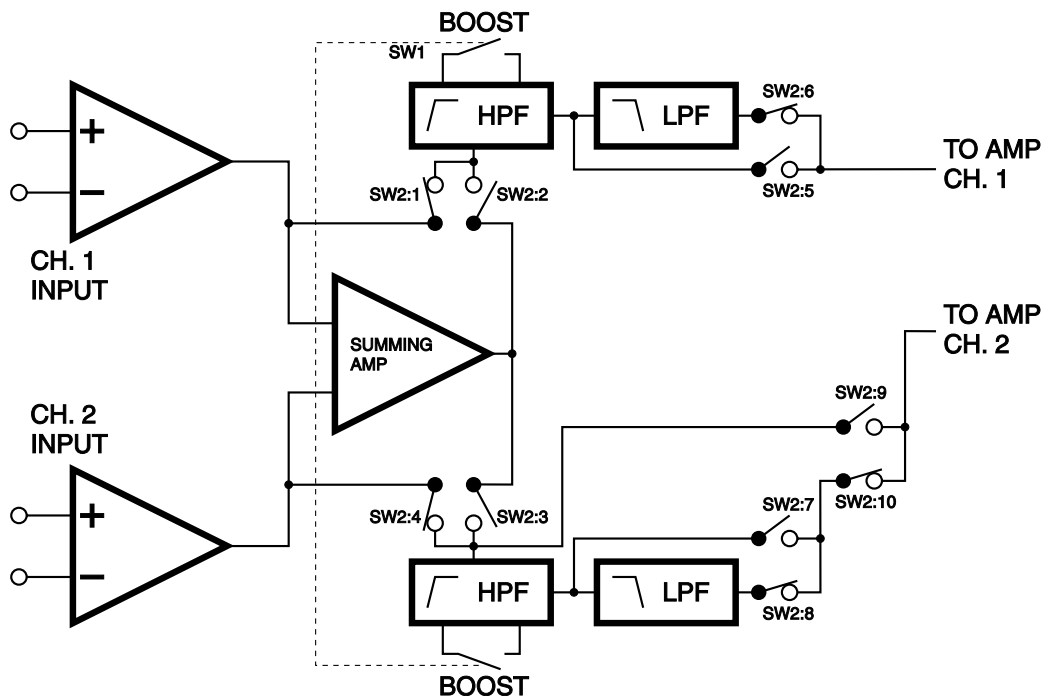 BOOST
SW1
HPF
LPF
SW2:6
SW2:5
TO AMP
CH. 1
+
−
SW2:1
SW2:2
CH. 1
INPUT
SUMMING
AMP
TO AMP
CH. 2
CH. 2
INPUT
SW2:9
SW2:10
+
−
SW2:4
SW2:3
SW2:7
HPF
LPF
SW2:8
BOOST